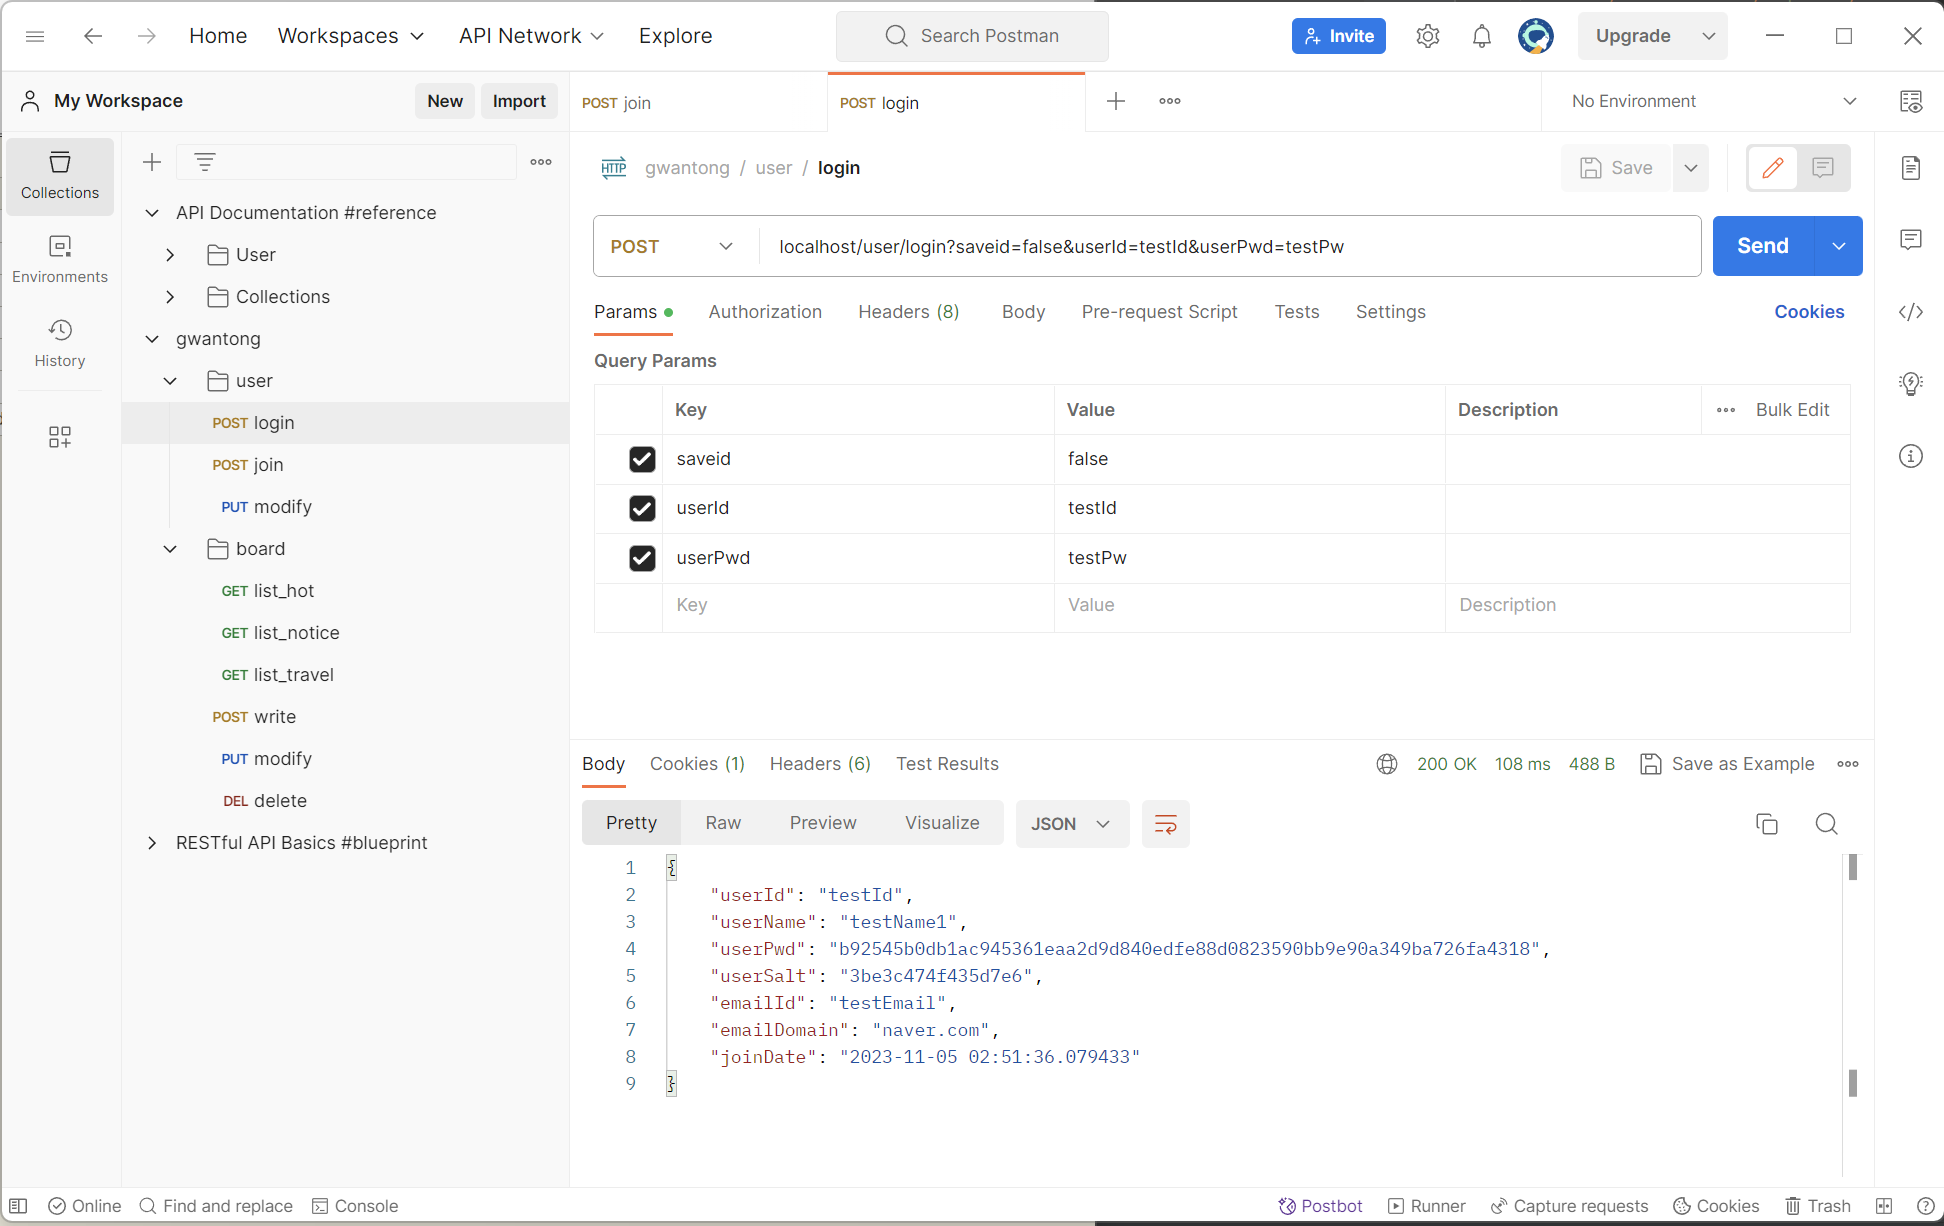 Home Workspaces API Network Explore Search Postman Invite Upgrade
My Workspace New Import POST join POST login No Environment
Collections
Environments
History
API Documentation #reference
User
Collections
gwantong
user
POST login
POST join
PUT modify
board
GET list_hot
GET list_notice
GET list_travel
POST write
PUT modify
DEL delete
RESTful API Basics #blueprint
HTTP gwantong / user / login Save
POST localhost/user/login?saveid=false&userId=testId&userPwd=testPw Send
Params Authorization Headers (8) Body Pre-request Script Tests Settings Cookies
Query Params
Key Value Description Bulk Edit
saveid false
userId testId
userPwd testPw
Key Value Description
Body Cookies (1) Headers (6) Test Results 200 OK 108 ms 488 B Save as Example
Pretty Raw Preview Visualize JSON
1 {
2 "userId": "testId",
3 "userName": "testName1",
4 "userPwd": "b92545b0db1ac945361eaa2d9d840edfe88d0823590bb9e90a349ba726fa4318",
5 "userSalt": "3be3c474f435d7e6",
6 "emailId": "testEmail",
7 "emailDomain": "naver.com",
8 "joinDate": "2023-11-05 02:51:36.079433"
9 }
Online Find and replace Console Postbot Runner Capture requests Cookies Trash